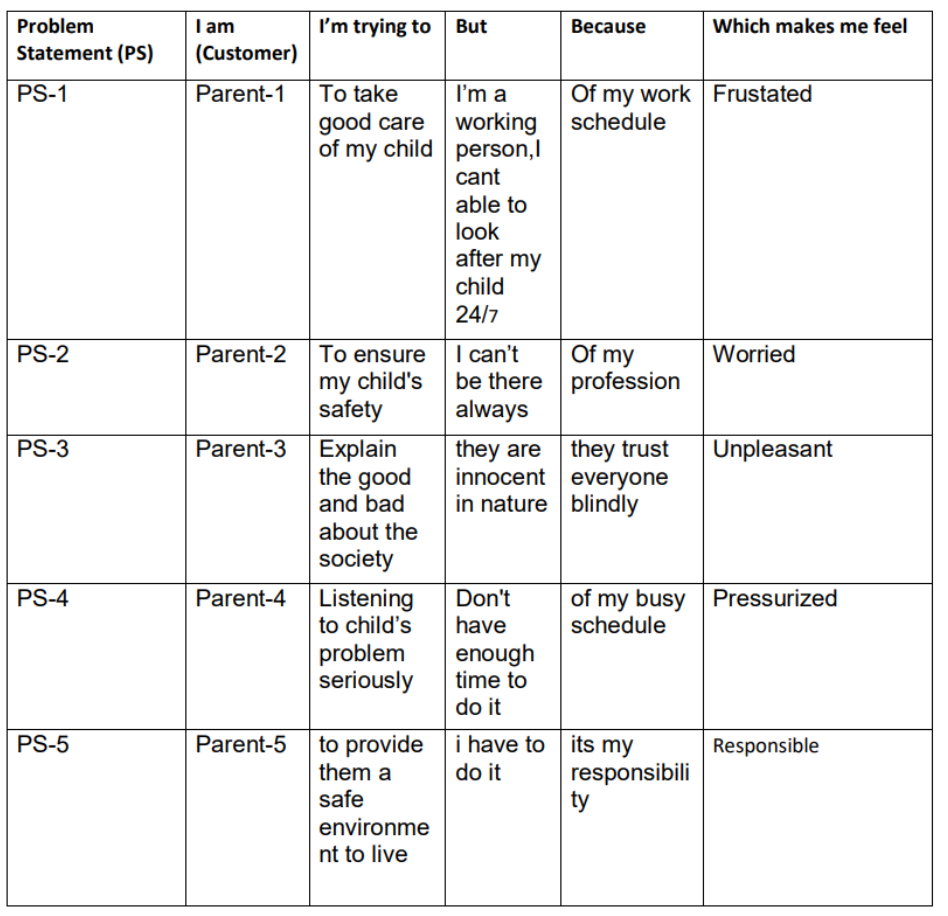 Problem Statement (PS) | I am (Customer) | I'm trying to | But | Because | Which makes me feel
PS-1 | Parent-1 | To take good care of my child | I'm a working person,I cant able to look after my child 24/7 | Of my work schedule | Frustated
PS-2 | Parent-2 | To ensure my child's safety | I can't be there always | Of my profession | Worried
PS-3 | Parent-3 | Explain the good and bad about the society | they are innocent in nature | they trust everyone blindly | Unpleasant
PS-4 | Parent-4 | Listening to child's problem seriously | Don't have enough time to do it | of my busy schedule | Pressurized
PS-5 | Parent-5 | to provide them a safe environment to live | i have to do it | its my responsibility | Responsible